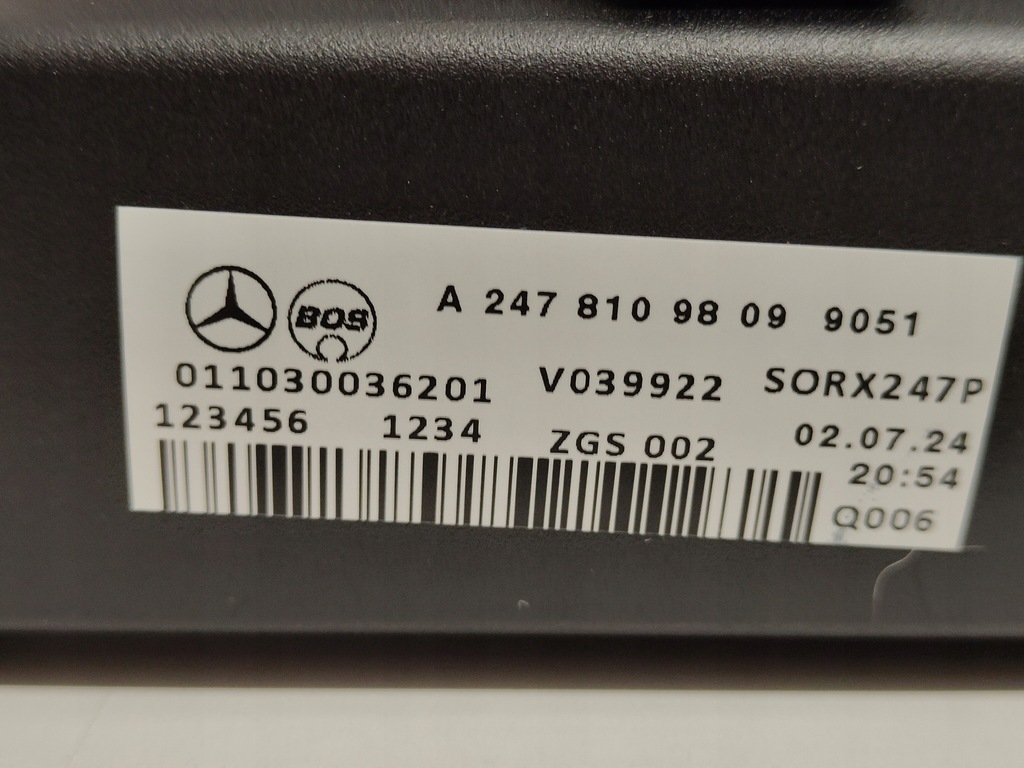 BOS
A 247 810 98 09 9051
011030036201 V039922 SORX247P
123456 1234 ZGS 002 02.07.24
20:54
Q006